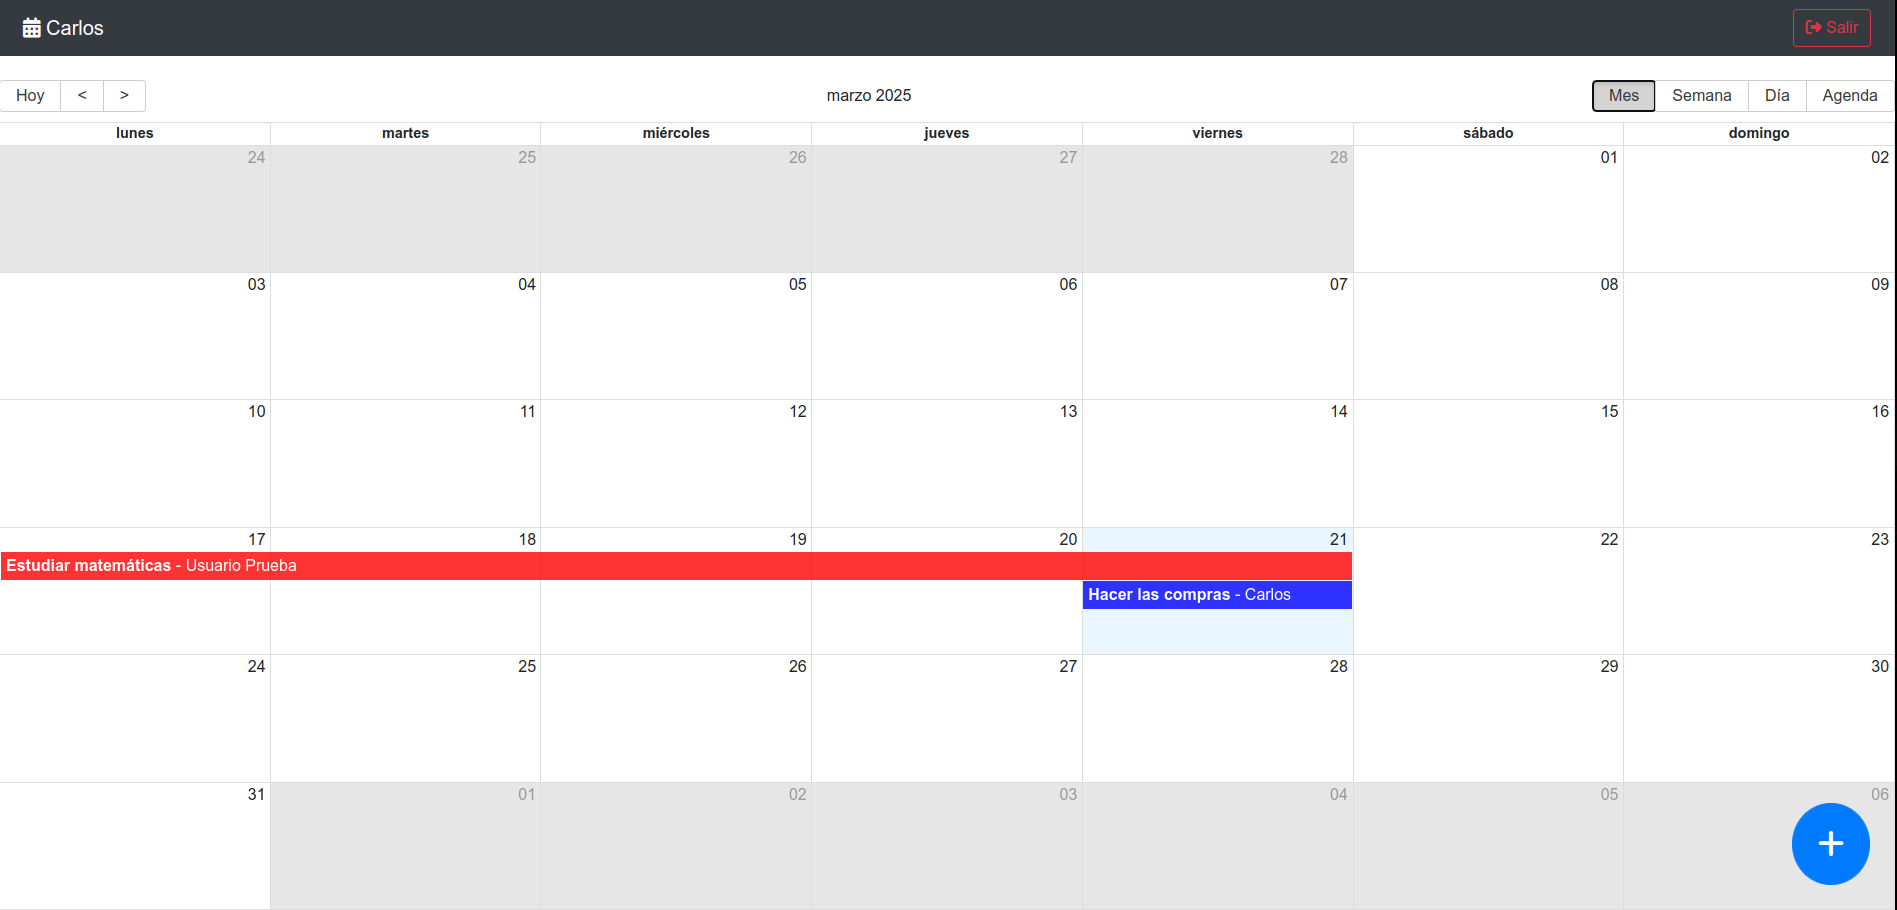 Carlos
Salir
Hoy < >
marzo 2025
Mes Semana Día Agenda
lunes martes miércoles jueves viernes sábado domingo
24 25 26 27 28 01 02
03 04 05 06 07 08 09
10 11 12 13 14 15 16
17 18 19 20 21 22 23
Estudiar matemáticas - Usuario Prueba
Hacer las compras - Carlos
24 25 26 27 28 29 30
31 01 02 03 04 05 06
+